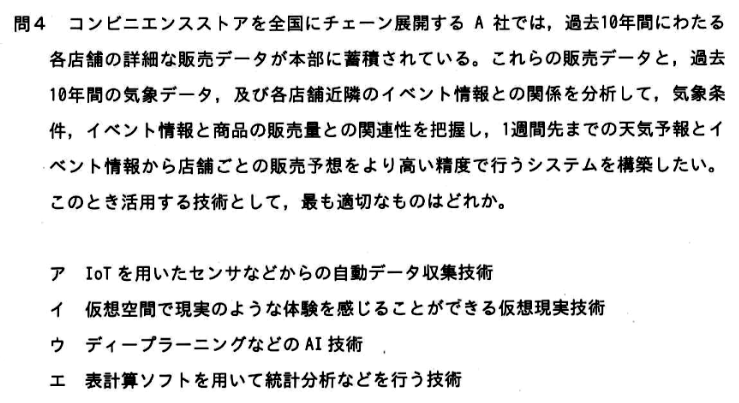 問4 コンビニエンスストアを全国にチェーン展開する A 社では，過去10年間にわたる
各店舗の詳細な販売データが本部に蓄積されている。これらの販売データと，過去
10年間の気象データ，及び各店舗近隣のイベント情報との関係を分析して，気象条
件，イベント情報と商品の販売量との関連性を把握し，1週間先までの天気予報とイ
ベント情報から店舗ごとの販売予想をより高い精度で行うシステムを構築したい。
このとき活用する技術として，最も適切なものはどれか。
ア IoT を用いたセンサなどからの自動データ収集技術
イ 仮想空間で現実のような体験を感じることができる仮想現実技術
ウ ディープラーニングなどの AI 技術
エ 表計算ソフトを用いて統計分析などを行う技術